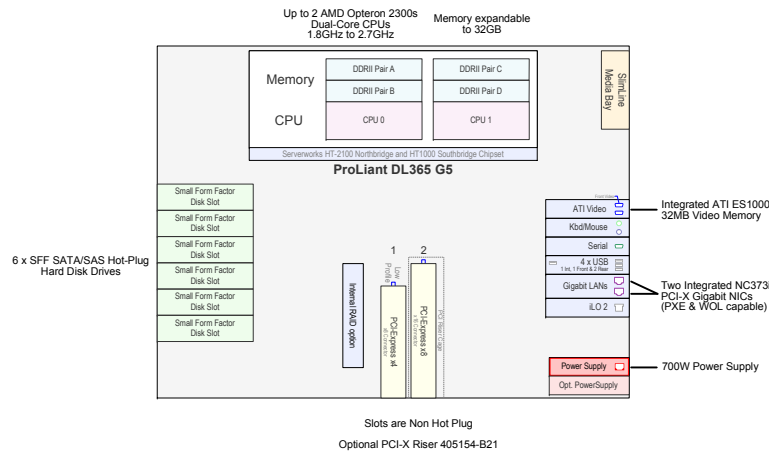 Up to 2 AMD Opteron 2300s
Dual-Core CPUs
1.8GHz to 2.7GHz
Memory expandable
to 32GB
Memory
DDRII Pair A
DDRII Pair C
DDRII Pair B
DDRII Pair D
CPU
CPU 0
CPU 1
Serverworks HT-2100 Northbridge and HT1000 Southbridge Chipset
ProLiant DL365 G5
SlimLine
Media Bay
Small Form Factor
Disk Slot
Small Form Factor
Disk Slot
Small Form Factor
Disk Slot
Small Form Factor
Disk Slot
Small Form Factor
Disk Slot
Small Form Factor
Disk Slot
6 x SFF SATA/SAS Hot-Plug
Hard Disk Drives
Internal RAID option
1
2
Low
Profile
PCI-Express x4
x8 Connector
PCI-Express x8
x16 Connector
PCI Riser Cage
Front Video
ATI Video
Kbd/Mouse
Serial
4 x USB
1 Int, 1 Front & 2 Rear
Gigabit LANs
iLO 2
Integrated ATI ES1000
32MB Video Memory
Two Integrated NC373i
PCI-X Gigabit NICs
(PXE & WOL capable)
Power Supply
Opt. PowerSupply
700W Power Supply
Slots are Non Hot Plug
Optional PCI-X Riser 405154-B21